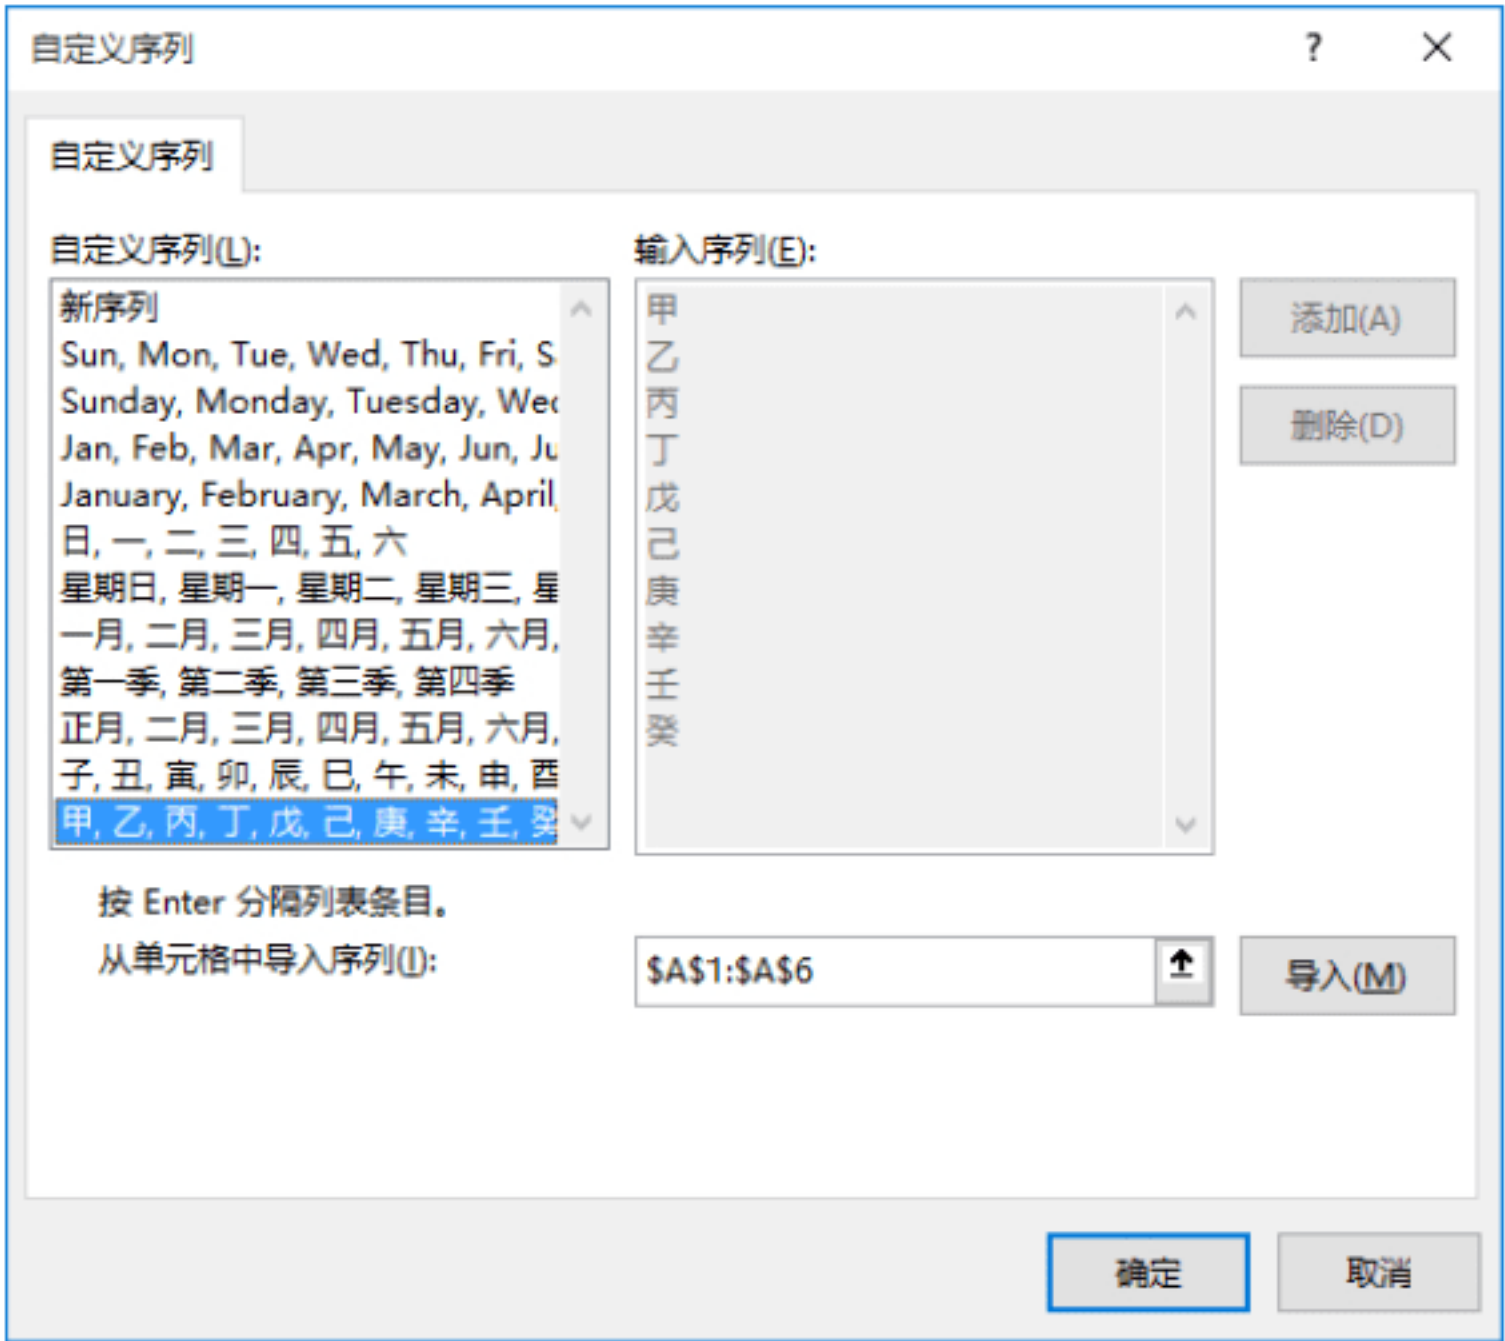 自定义序列
?
自定义序列
自定义序列(L):
新序列
Sun, Mon, Tue, Wed, Thu, Fri, S
Sunday, Monday, Tuesday, Wed
Jan, Feb, Mar, Apr, May, Jun, Ju
January, February, March, April,
日, 一, 二, 三, 四, 五, 六
星期日, 星期一, 星期二, 星期三, 星
一月, 二月, 三月, 四月, 五月, 六月,
第一季, 第二季, 第三季, 第四季
正月, 二月, 三月, 四月, 五月, 六月,
子, 丑, 寅, 卯, 辰, 巳, 午, 未, 申, 酉
甲, 乙, 丙, 丁, 戊, 己, 庚, 辛, 壬, 癸
输入序列(E):
甲
乙
丙
丁
戊
己
庚
辛
壬
癸
添加(A)
删除(D)
按 Enter 分隔列表条目。
从单元格中导入序列(I):
$A$1:$A$6
导入(M)
确定
取消